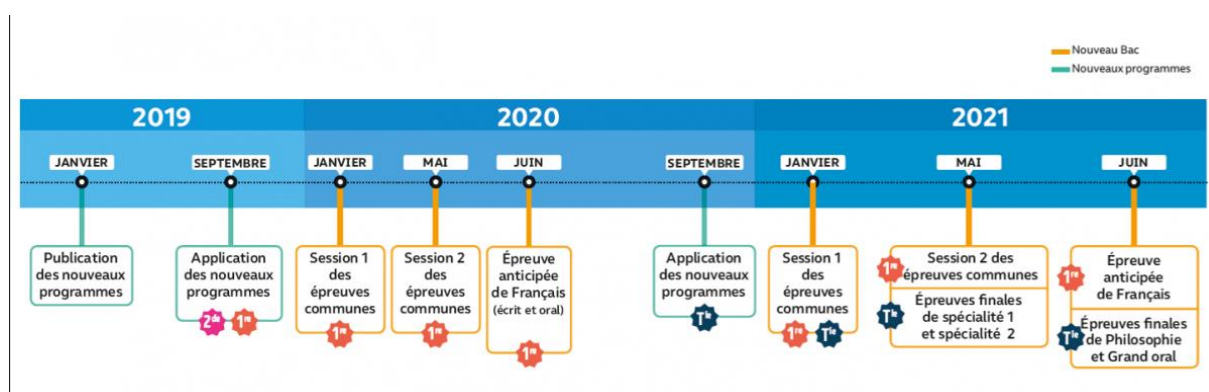 Nouveau Bac
Nouveaux programmes
2019
2020
2021
JANVIER
SEPTEMBRE
JANVIER
MAI
JUIN
SEPTEMBRE
JANVIER
MAI
JUIN
Publication
des nouveaux
programmes
Application
des nouveaux
programmes
2de
1re
Session 1
des
épreuves
communes
1re
Session 2
des
épreuves
communes
1re
Épreuve
anticipée
de Français
(écrit et oral)
1re
Application
des nouveaux
programmes
Tle
Session 1
des
épreuves
communes
1re
Tle
1re
Session 2 des
épreuves communes
Tle
Épreuves finales
de spécialité 1
et spécialité 2
1re
Épreuve
anticipée
de Français
Tle
Épreuves finales
de Philosophie
et Grand oral